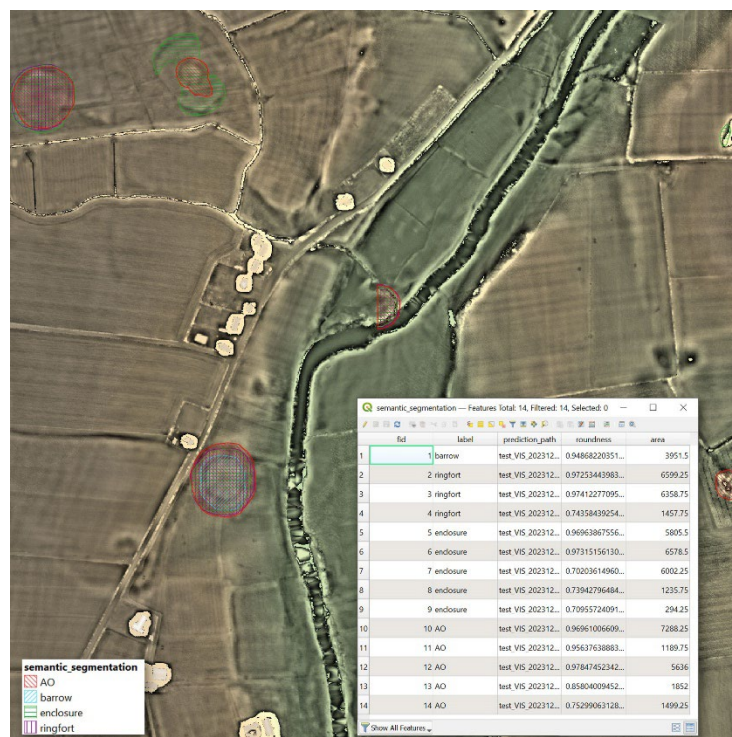 semantic_segmentation — Features Total: 14, Filtered: 14, Selected: 0
fid label prediction_path roundness area
1 1 barrow test_VIS_202312... 0.94868220351... 3951.5
2 2 ringfort test_VIS_202312... 0.97253443983... 6599.25
3 3 ringfort test_VIS_202312... 0.97412277095... 6358.75
4 4 ringfort test_VIS_202312... 0.74358439254... 1457.75
5 5 enclosure test_VIS_202312... 0.96963867556... 5805.5
6 6 enclosure test_VIS_202312... 0.97315156130... 6578.5
7 7 enclosure test_VIS_202312... 0.70203614960... 6002.25
8 8 enclosure test_VIS_202312... 0.73942796484... 1235.75
9 9 enclosure test_VIS_202312... 0.70955724091... 294.25
10 10 AO test_VIS_202312... 0.96961006609... 7288.25
11 11 AO test_VIS_202312... 0.95637638883... 1189.75
12 12 AO test_VIS_202312... 0.97847452342... 5636
13 13 AO test_VIS_202312... 0.85804009452... 1852
14 14 AO test_VIS_202312... 0.75299063128... 1499.25
Show All Features
semantic_segmentation
AO
barrow
enclosure
ringfort